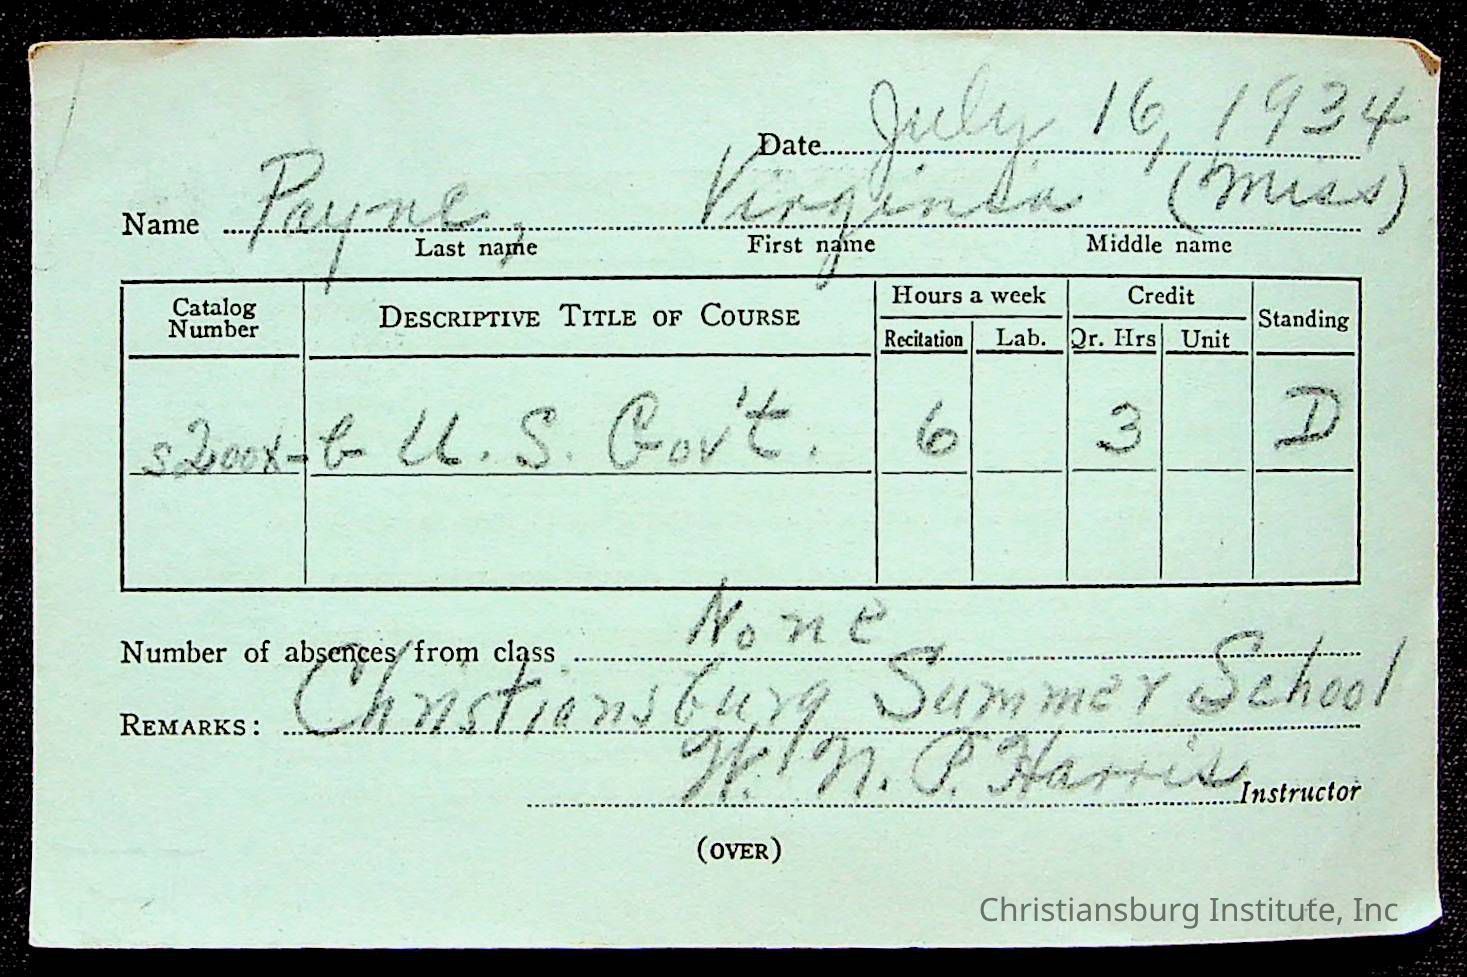 Date July 16, 1934
Name Payne, Virginia (Miss)
Last name First name Middle name
Catalog Number DESCRIPTIVE TITLE OF COURSE Hours a week Credit Standing
Recitation Lab. Qr. Hrs Unit
s200x-b U. S. Gov't. 6 3 D
Number of absences from class None
REMARKS: Christiansburg Summer School
W. N. P. Harris Instructor
(OVER)
Christiansburg Institute, Inc